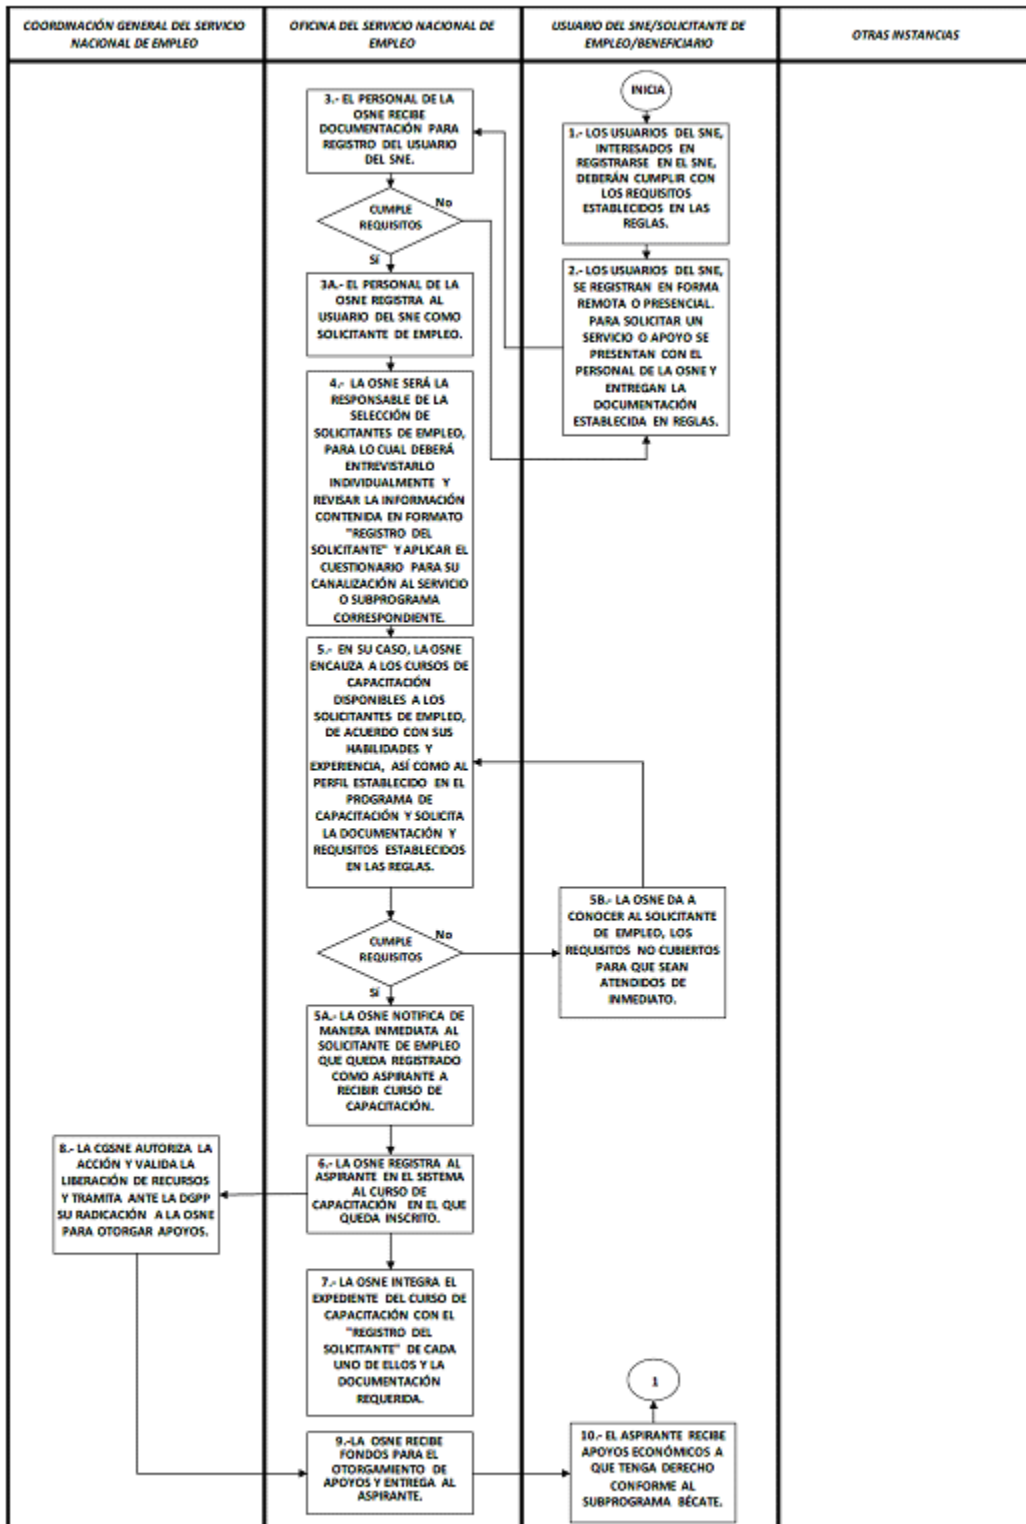 COORDINACIÓN GENERAL DEL SERVICIO
NACIONAL DE EMPLEO
OFICINA DEL SERVICIO NACIONAL DE
EMPLEO
USUARIO DEL SNE/SOLICITANTE DE
EMPLEO/BENEFICIARIO
OTRAS INSTANCIAS
INICIA
1.- LOS USUARIOS DEL SNE,
INTERESADOS EN
REGISTRARSE EN EL SNE,
DEBERÁN CUMPLIR CON
LOS REQUISITOS
ESTABLECIDOS EN LAS
REGLAS.
2.- LOS USUARIOS DEL SNE,
SE REGISTRAN EN FORMA
REMOTA O PRESENCIAL.
PARA SOLICITAR UN
SERVICIO O APOYO SE
PRESENTAN CON EL
PERSONAL DE LA OSNE Y
ENTREGAN LA
DOCUMENTACIÓN
ESTABLECIDA EN REGLAS.
3.- EL PERSONAL DE LA
OSNE RECIBE
DOCUMENTACIÓN PARA
REGISTRO DEL USUARIO
DEL SNE.
CUMPLE
REQUISITOS
No
Sí
3A.- EL PERSONAL DE LA
OSNE REGISTRA AL
USUARIO DEL SNE COMO
SOLICITANTE DE EMPLEO.
4.- LA OSNE SERÁ LA
RESPONSABLE DE LA
SELECCIÓN DE
SOLICITANTES DE EMPLEO,
PARA LO CUAL DEBERÁ
ENTREVISTARLO
INDIVIDUALMENTE Y
REVISAR LA INFORMACIÓN
CONTENIDA EN FORMATO
"REGISTRO DEL
SOLICITANTE" Y APLICAR EL
CUESTIONARIO PARA SU
CANALIZACIÓN AL SERVICIO
O SUBPROGRAMA
CORRESPONDIENTE.
5.- EN SU CASO, LA OSNE
ENCAUZA A LOS CURSOS DE
CAPACITACIÓN
DISPONIBLES A LOS
SOLICITANTES DE EMPLEO,
DE ACUERDO CON SUS
HABILIDADES Y
EXPERIENCIA, ASÍ COMO AL
PERFIL ESTABLECIDO EN EL
PROGRAMA DE
CAPACITACIÓN Y SOLICITA
LA DOCUMENTACIÓN Y
REQUISITOS ESTABLECIDOS
EN LAS REGLAS.
CUMPLE
REQUISITOS
No
Sí
5B.- LA OSNE DA A
CONOCER AL SOLICITANTE
DE EMPLEO, LOS
REQUISITOS NO CUBIERTOS
PARA QUE SEAN
ATENDIDOS DE
INMEDIATO.
5A.- LA OSNE NOTIFICA DE
MANERA INMEDIATA AL
SOLICITANTE DE EMPLEO
QUE QUEDA REGISTRADO
COMO ASPIRANTE A
RECIBIR CURSO DE
CAPACITACIÓN.
6.- LA OSNE REGISTRA AL
ASPIRANTE EN EL SISTEMA
AL CURSO DE
CAPACITACIÓN EN EL QUE
QUEDA INSCRITO.
8.- LA CGSNE AUTORIZA LA
ACCIÓN Y VALIDA LA
LIBERACIÓN DE RECURSOS
Y TRAMITA ANTE LA DGPP
SU RADICACIÓN A LA OSNE
PARA OTORGAR APOYOS.
7.- LA OSNE INTEGRA EL
EXPEDIENTE DEL CURSO DE
CAPACITACIÓN CON EL
"REGISTRO DEL
SOLICITANTE" DE CADA
UNO DE ELLOS Y LA
DOCUMENTACIÓN
REQUERIDA.
9.-LA OSNE RECIBE
FONDOS PARA EL
OTORGAMIENTO DE
APOYOS Y ENTREGA AL
ASPIRANTE.
10.- EL ASPIRANTE RECIBE
APOYOS ECONÓMICOS A
QUE TENGA DERECHO
CONFORME AL
SUBPROGRAMA BÉCATE.
1